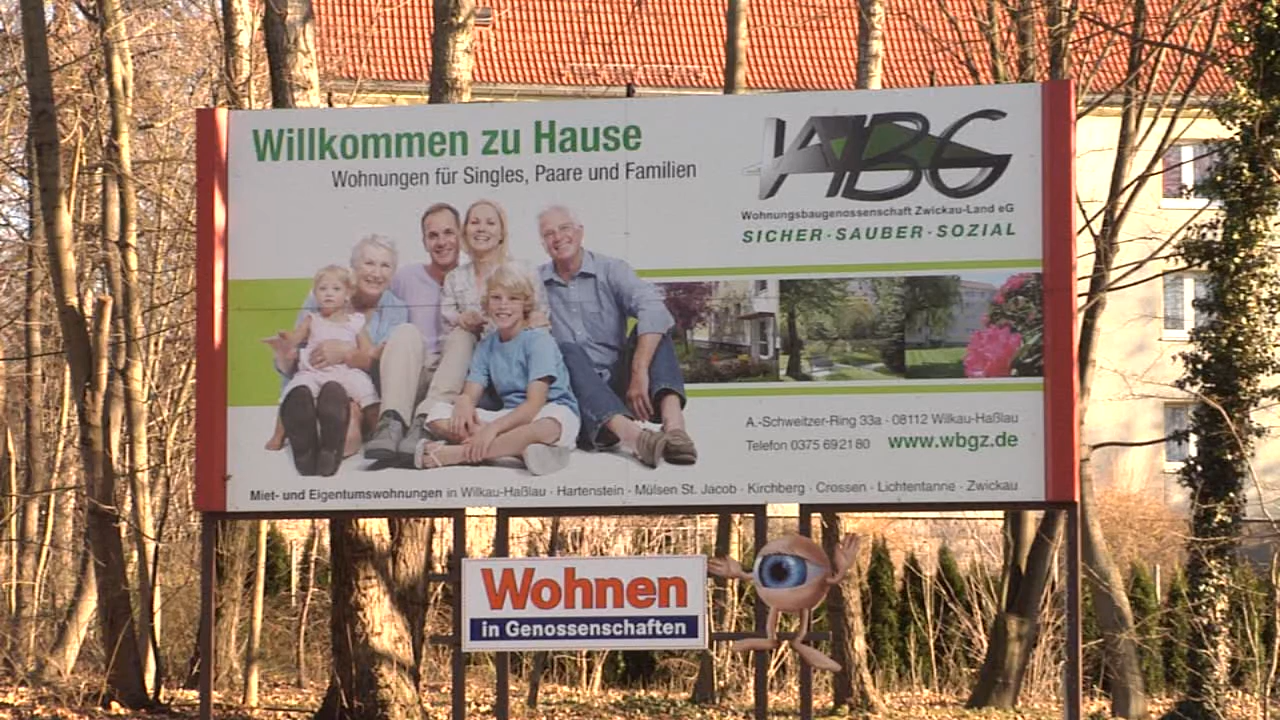 Willkommen zu Hause
Wohnungen für Singles, Paare und Familien
WBG
Wohnungsbaugenossenschaft Zwickau-Land eG
SICHER·SAUBER·SOZIAL
A.-Schweitzer-Ring 33a · 08112 Wilkau-Haßlau
Telefon 0375 692180 www.wbgz.de
Miet- und Eigentumswohnungen in Wilkau-Haßlau · Hartenstein · Mülsen St. Jacob · Kirchberg · Crossen · Lichtentanne · Zwickau
Wohnen
in Genossenschaften